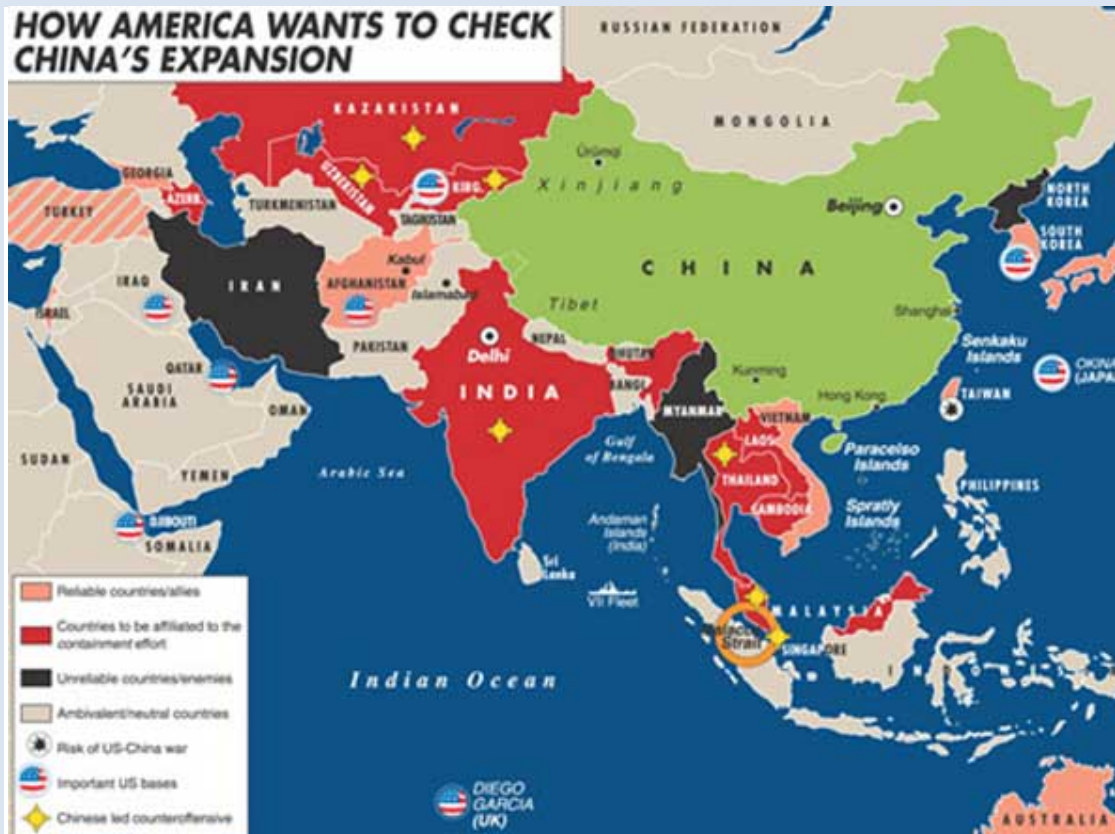 HOW AMERICA WANTS TO CHECK
CHINA'S EXPANSION
RUSSIAN FEDERATION
KAZAKISTAN
MONGOLIA
Ürümqi
Xinjiang
GEORGIA
UZBEKISTAN
KIRG.
NORTH
KOREA
Beijing
TURKEY
AZERB.
TURKMENISTAN
TAGIKISTAN
SOUTH
KOREA
CHINA
Kabul
IRAQ
IRAN
AFGHANISTAN
Islamabad
Tibet
Shanghai
ISRAEL
PAKISTAN
NEPAL
Senkaku
Islands
Delhi
BHUTAN
QATAR
Kunming
OKINA
(JAPA
SAUDI
ARABIA
INDIA
BANGL
Hong Kong
TAIWAN
OMAN
MYANMAR
VIETNAM
LAOS
Paracelso
Islands
SUDAN
YEMEN
Arabic Sea
Gulf
of Bengala
THAILAND
PHILIPPINES
CAMBODIA
Spratly
Islands
DJIBOUTI
SOMALIA
Andaman
Islands
(India)
Sri
Lanka
VII Fleet
MALAYSIA
Strait
SINGAPORE
INDON
Indian Ocean
Reliable countries/allies
Countries to be affiliated to the
containment effort
Unreliable countries/enemies
Ambivalent/neutral countries
Risk of US-China war
Important US bases
Chinese led counteroffensive
DIEGO
GARCIA
(UK)
AUSTRALIA